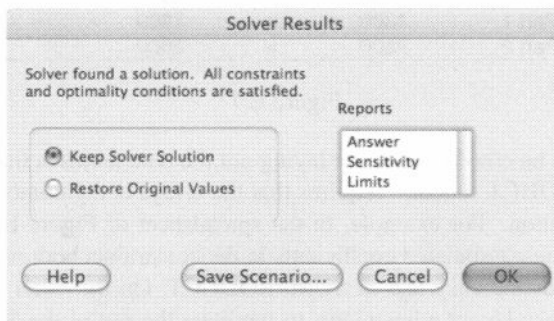 Solver Results
Solver found a solution. All constraints
and optimality conditions are satisfied.
Reports
Keep Solver Solution
Restore Original Values
Answer
Sensitivity
Limits
Help
Save Scenario...
Cancel
OK